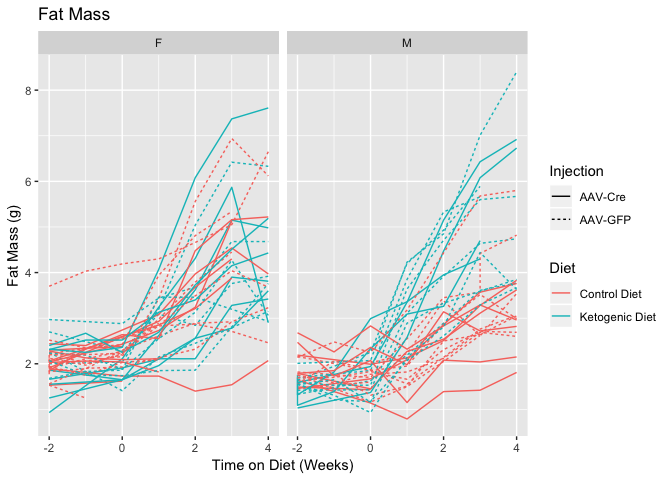 Fat Mass
F
M
8
6
4
2
Fat Mass (g)
-2
0
2
4
-2
0
2
4
Time on Diet (Weeks)
Injection
AAV-Cre
AAV-GFP
Diet
Control Diet
Ketogenic Diet